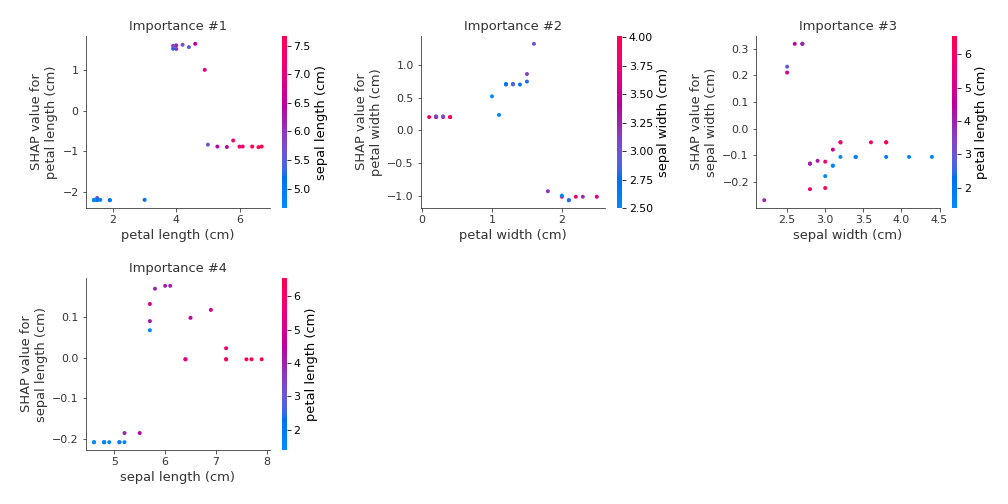 Importance #1
SHAP value for
petal length (cm)
1
0
−1
−2
2
4
6
petal length (cm)
7.5
7.0
6.5
6.0
5.5
5.0
sepal length (cm)
Importance #2
SHAP value for
petal width (cm)
1.0
0.5
0.0
−0.5
−1.0
0
1
2
petal width (cm)
4.00
3.75
3.50
3.25
3.00
2.75
2.50
sepal width (cm)
Importance #3
SHAP value for
sepal width (cm)
0.3
0.2
0.1
0.0
−0.1
−0.2
2.5
3.0
3.5
4.0
4.5
sepal width (cm)
6
5
4
3
2
petal length (cm)
Importance #4
SHAP value for
sepal length (cm)
0.1
0.0
−0.1
−0.2
5
6
7
8
sepal length (cm)
6
5
4
3
2
petal length (cm)